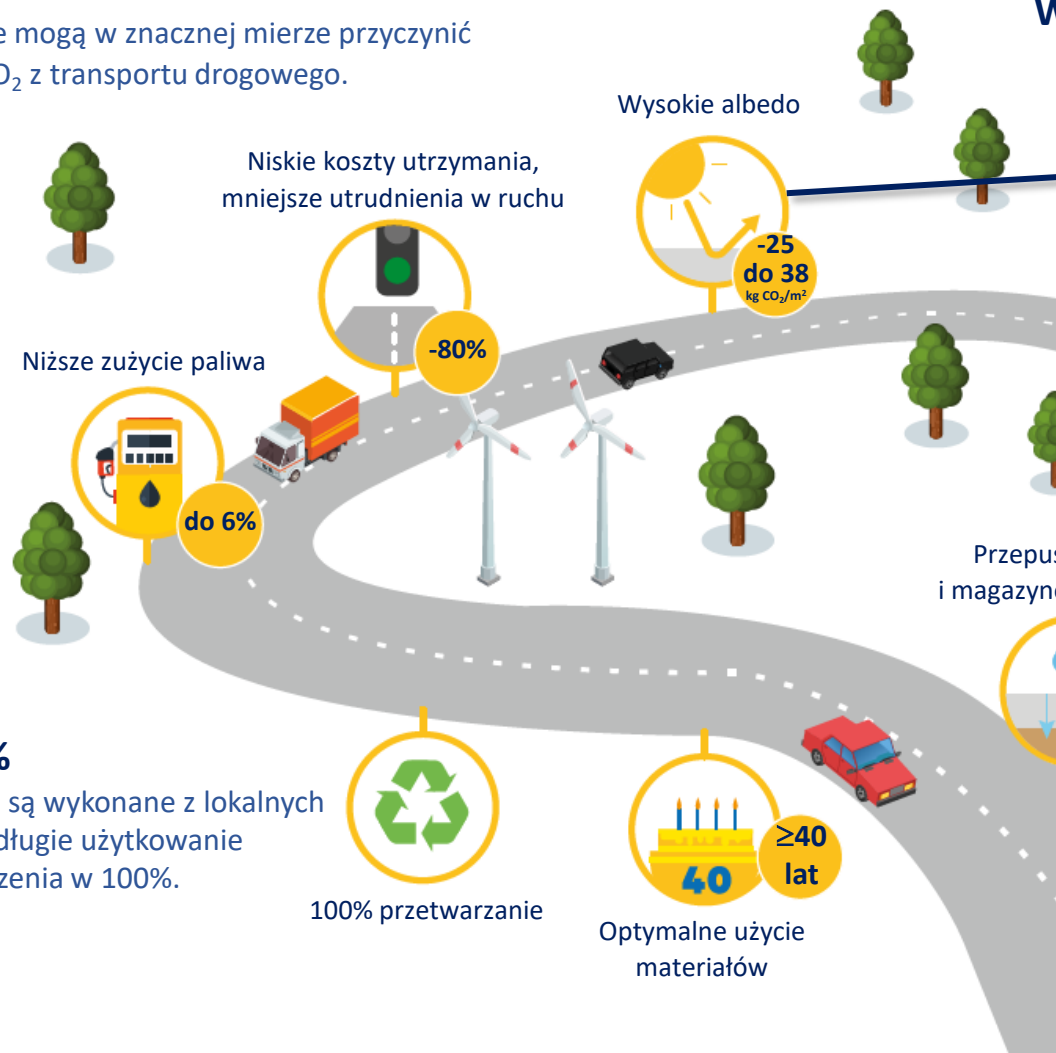 W
e mogą w znacznej mierze przyczynić
O₂ z transportu drogowego.
Wysokie albedo
-25
do 38
kg CO₂/m²
Niskie koszty utrzymania,
mniejsze utrudnienia w ruchu
-80%
Niższe zużycie paliwa
do 6%
Przepus
i magazyno
%
są wykonane z lokalnych
długie użytkowanie
zenia w 100%.
100% przetwarzanie
40
≥40
lat
Optymalne użycie
materiałów